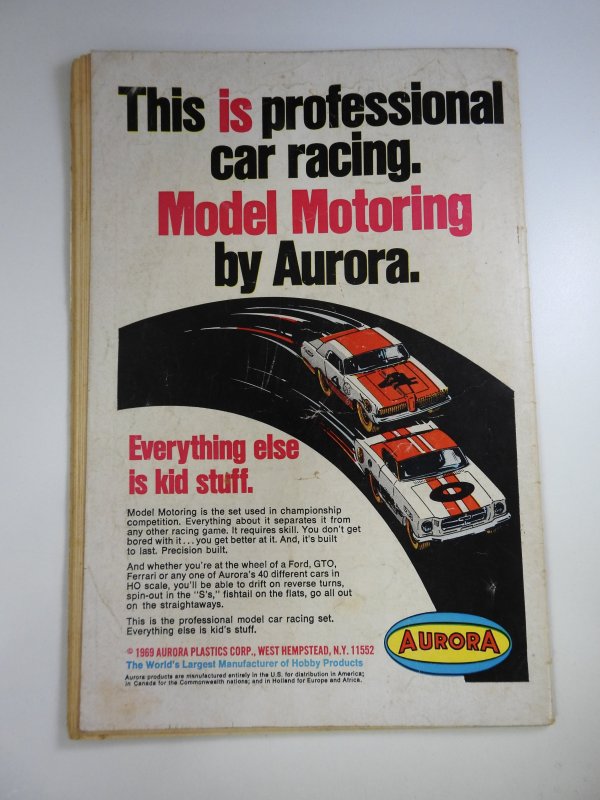 This is professional
car racing.
Model Motoring
by Aurora.
Everything else
is kid stuff.
Model Motoring is the set used in championship
competition. Everything about it separates it from
any other racing game. It requires skill. You don't get
bored with it...you get better at it. And, it's built
to last. Precision built.
And whether you're at the wheel of a Ford, GTO,
Ferrari or any one of Aurora's 40 different cars in
HO scale, you'll be able to drift on reverse turns,
spin-out in the "S's," fishtail on the flats, go all out
on the straightaways.
This is the professional model car racing set.
Everything else is kid's stuff.
© 1969 AURORA PLASTICS CORP., WEST HEMPSTEAD, N.Y. 11552
The World's Largest Manufacturer of Hobby Products
Aurora products are manufactured entirely in the U.S. for distribution in America;
in Canada for the Commonwealth nations; and in Holland for Europe and Africa.
AURORA